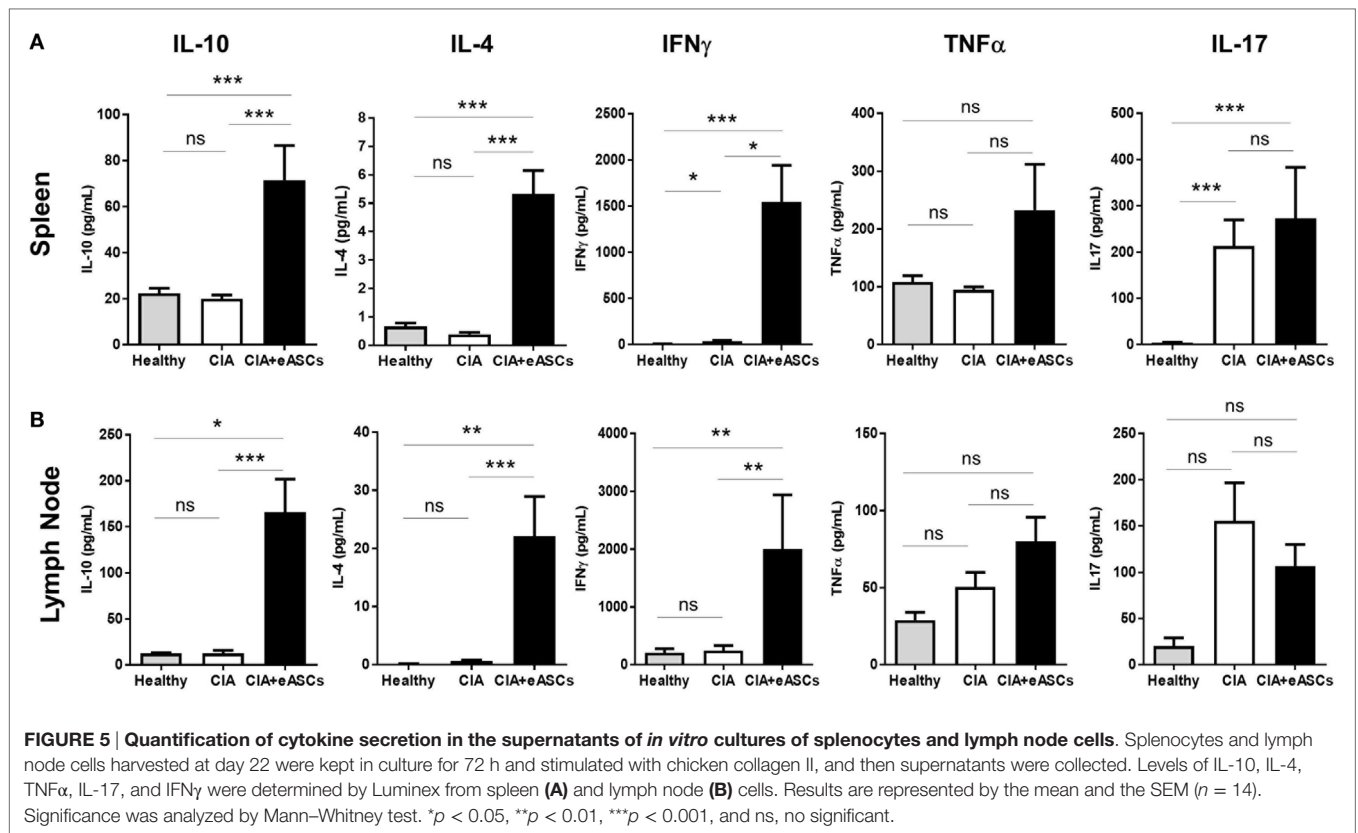 A
IL-10
IL-4
IFNγ
TNFα
IL-17
Spleen
***
ns
***
IL-10 (pg/mL)
100
80
60
40
20
0
Healthy
CIA
CIA+eASCs
***
ns
***
IL-4 (pg/mL)
8
7
6
5
4
3
2
1
0
Healthy
CIA
CIA+eASCs
***
*
*
IFNγ (pg/mL)
2500
2000
1500
1000
500
0
Healthy
CIA
CIA+eASCs
ns
ns
ns
TNFα (pg/mL)
400
300
200
100
0
Healthy
CIA
CIA+eASCs
***
ns
***
IL17 (pg/mL)
500
400
300
200
100
0
Healthy
CIA
CIA+eASCs
B
Lymph Node
*
***
ns
IL-10 (pg/mL)
250
200
150
100
50
0
Healthy
CIA
CIA+eASCs
**
***
ns
IL-4 (pg/mL)
40
30
20
10
0
Healthy
CIA
CIA+eASCs
**
**
ns
IFNγ (pg/mL)
4000
3000
2000
1000
0
Healthy
CIA
CIA+eASCs
ns
ns
ns
TNFα (pg/mL)
150
100
50
0
Healthy
CIA
CIA+eASCs
ns
ns
ns
IL17 (pg/mL)
250
200
150
100
50
0
Healthy
CIA
CIA+eASCs
FIGURE 5 | Quantification of cytokine secretion in the supernatants of in vitro cultures of splenocytes and lymph node cells. Splenocytes and lymph
node cells harvested at day 22 were kept in culture for 72 h and stimulated with chicken collagen II, and then supernatants were collected. Levels of IL-10, IL-4,
TNFα, IL-17, and IFNγ were determined by Luminex from spleen (A) and lymph node (B) cells. Results are represented by the mean and the SEM (n = 14).
Significance was analyzed by Mann–Whitney test. *p < 0.05, **p < 0.01, ***p < 0.001, and ns, no significant.